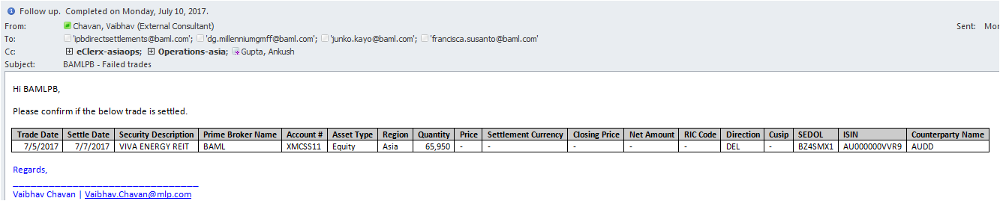 Follow up. Completed on Monday, July 10, 2017.
From: Chavan, Vaibhav (External Consultant) Sent:
To: 'ipbdirectsettlements@baml.com'; 'dg.millenniumgmff@baml.com'; 'junko.kayo@baml.com'; 'francisca.susanto@baml.com'
Cc: eClerx-asiaops; Operations-asia; Gupta, Ankush
Subject: BAMLPB - Failed trades
Hi BAMLPB,
Please confirm if the below trade is settled.
Trade Date Settle Date Security Description Prime Broker Name Account # Asset Type Region Quantity Price Settlement Currency Closing Price Net Amount RIC Code Direction Cusip SEDOL ISIN Counterparty Name
7/5/2017 7/7/2017 VIVA ENERGY REIT BAML XMCSS11 Equity Asia 65,950 - - - - - DEL - BZ4SMX1 AU000000VVR9 AUDD
Regards,
Vaibhav Chavan | Vaibhav.Chavan@mlp.com